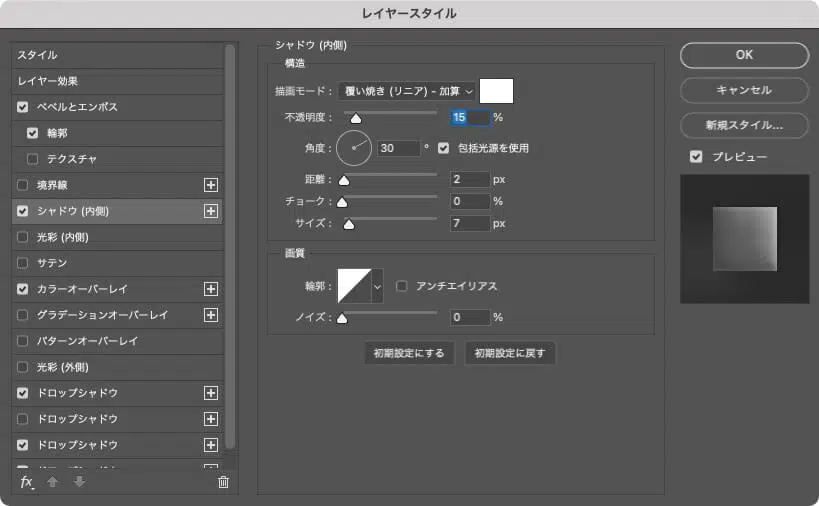 レイヤースタイル
スタイル
レイヤー効果
ベベルとエンボス
輪郭
テクスチャ
境界線
シャドウ (内側)
光彩 (内側)
サテン
カラーオーバーレイ
グラデーションオーバーレイ
パターンオーバーレイ
光彩 (外側)
ドロップシャドウ
ドロップシャドウ
ドロップシャドウ
fx
シャドウ (内側)
構造
描画モード : 覆い焼き (リニア) - 加算
不透明度 : 15 %
角度 : 30 ° 包括光源を使用
距離 : 2 px
チョーク : 0 %
サイズ : 7 px
画質
輪郭 : アンチエイリアス
ノイズ : 0 %
初期設定にする 初期設定に戻す
OK
キャンセル
新規スタイル...
プレビュー